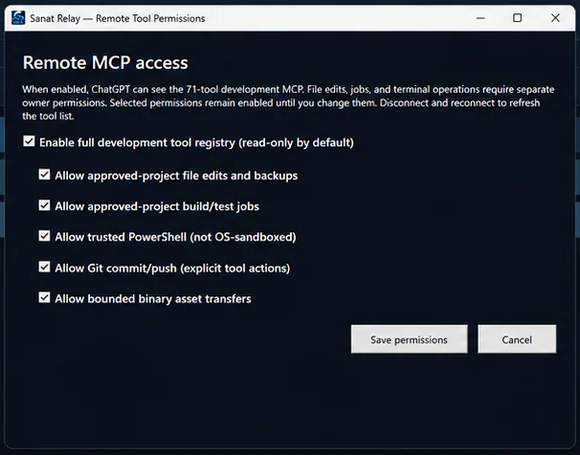 Sanat Relay — Remote Tool Permissions
Remote MCP access
When enabled, ChatGPT can see the 71-tool development MCP. File edits, jobs, and terminal operations require separate
owner permissions. Selected permissions remain enabled until you change them. Disconnect and reconnect to refresh
the tool list.
Enable full development tool registry (read-only by default)
Allow approved-project file edits and backups
Allow approved-project build/test jobs
Allow trusted PowerShell (not OS-sandboxed)
Allow Git commit/push (explicit tool actions)
Allow bounded binary asset transfers
Save permissions
Cancel